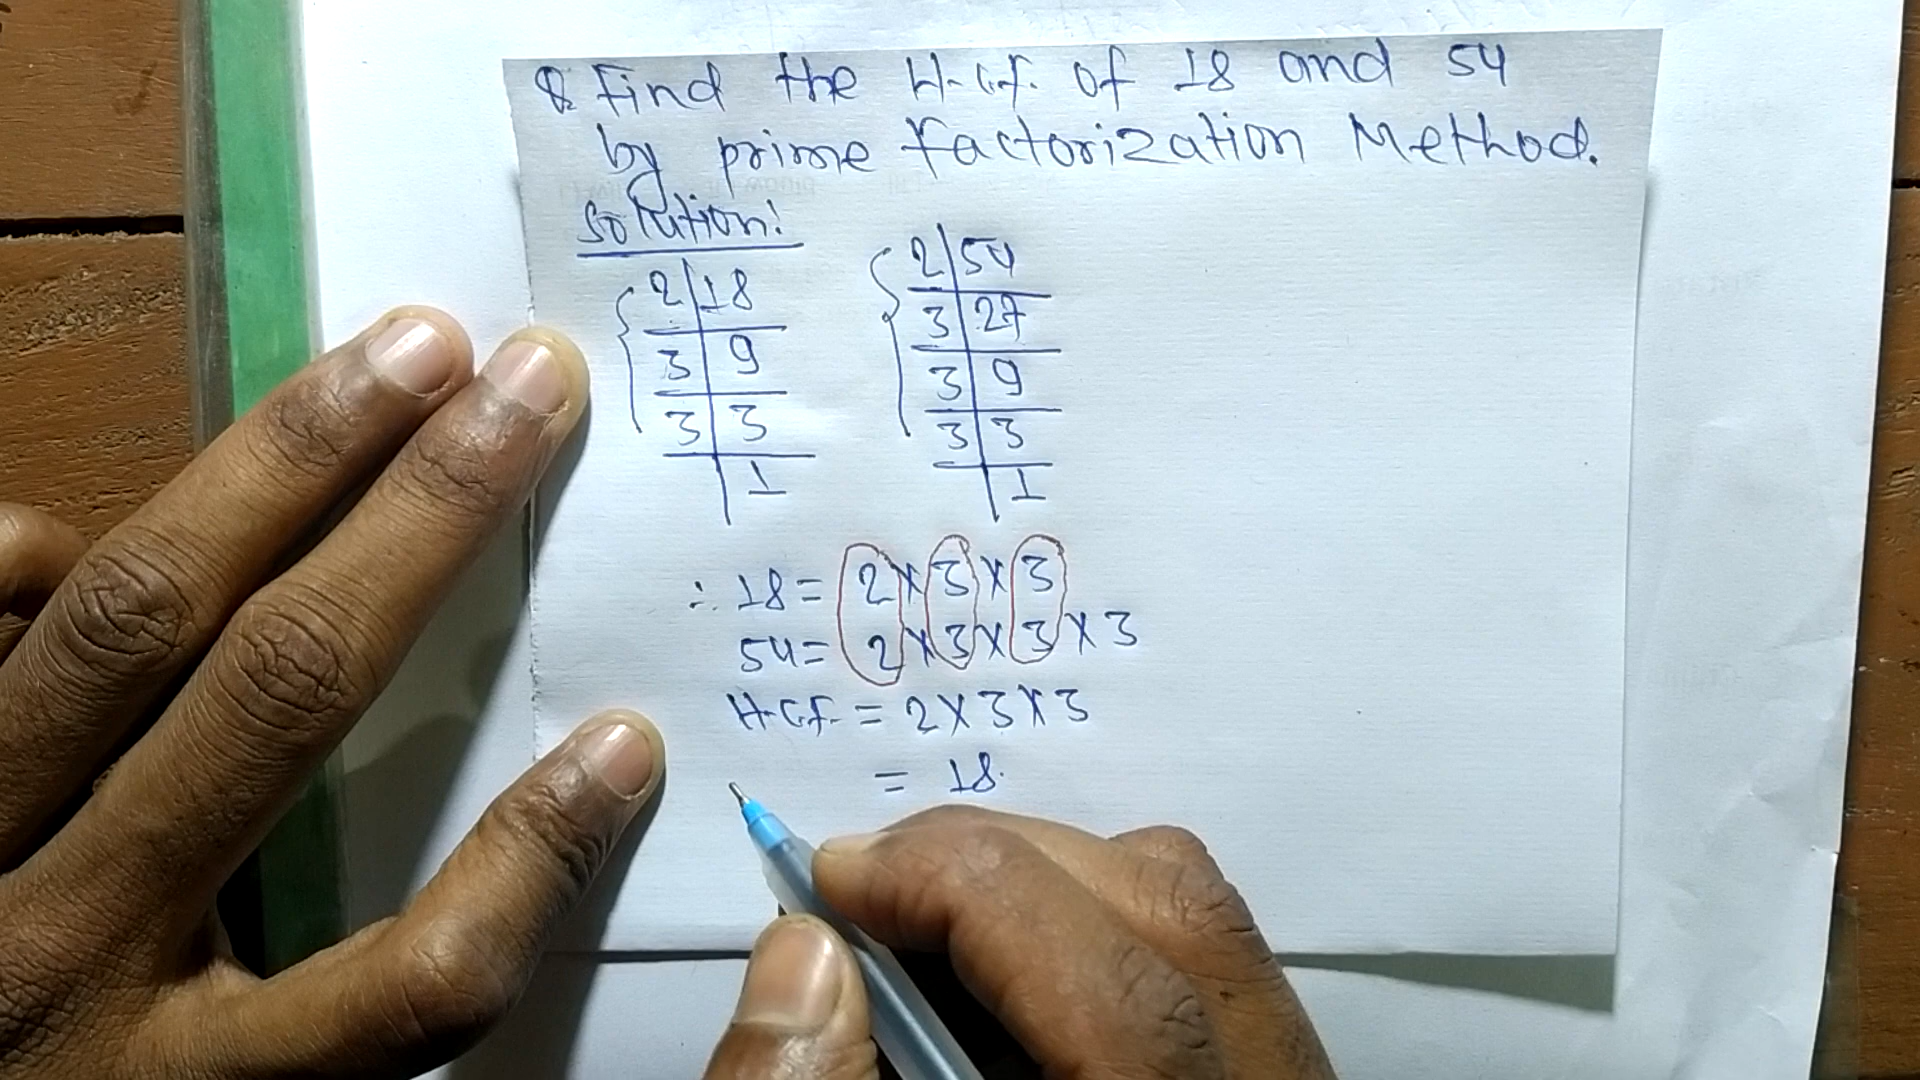 Q. Find the H.C.F. of 18 and 54
by prime factorization Method.
Solution:
2|18
3|9
3|3
1
2|54
3|27
3|9
3|3
1
∴ 18 = 2×3×3
54 = 2×3×3×3
H.C.F. = 2×3×3
= 18.